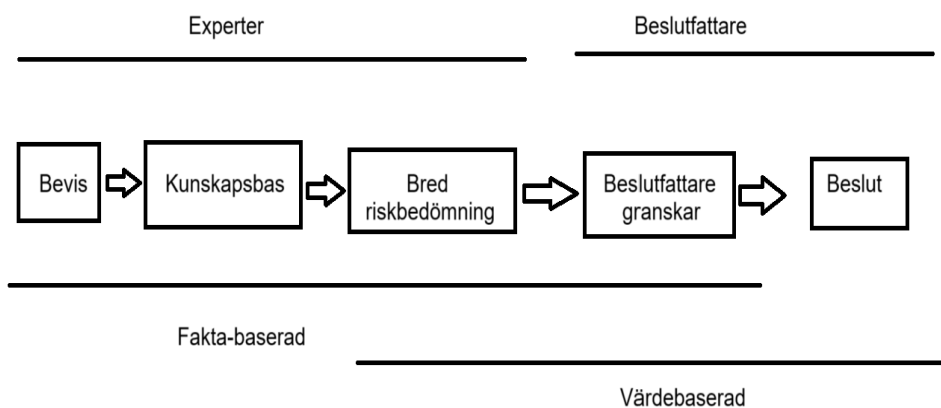 Experter
Beslutfattare
Bevis
Kunskapsbas
Bred
riskbedömning
Beslutfattare
granskar
Beslut
Fakta-baserad
Värdebaserad